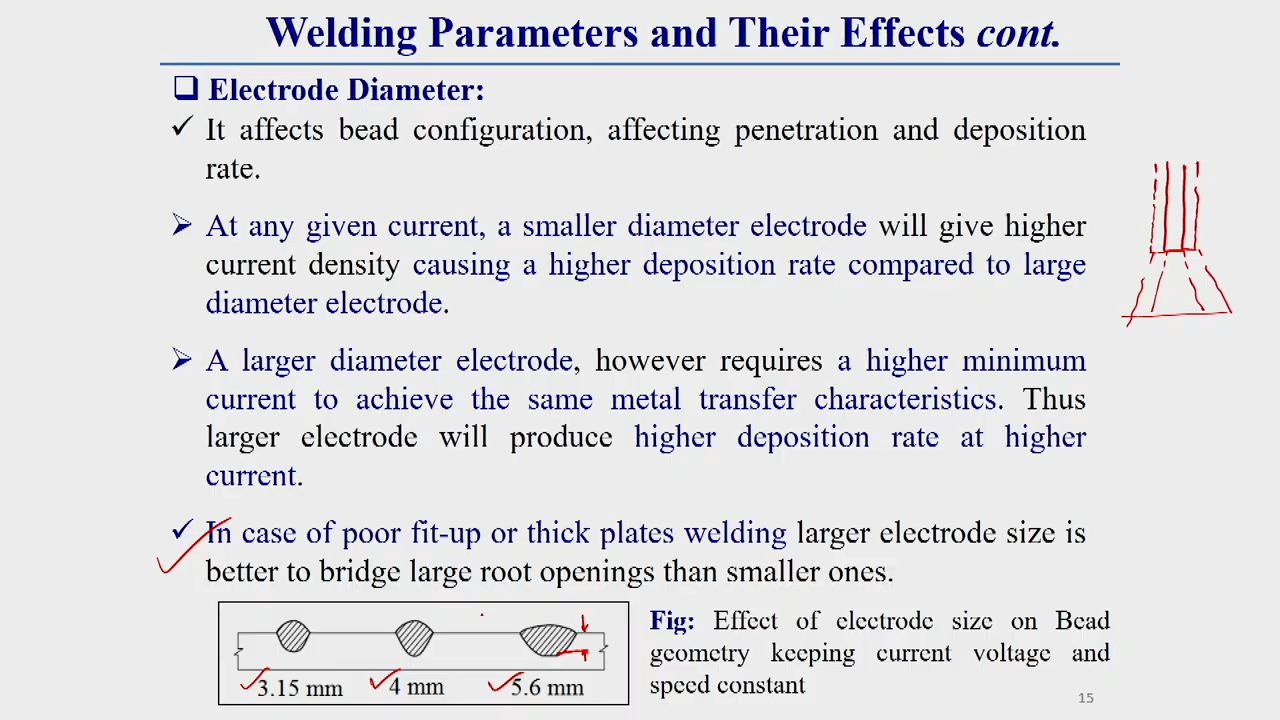 Welding Parameters and Their Effects cont.
Electrode Diameter:
It affects bead configuration, affecting penetration and deposition
rate.
At any given current, a smaller diameter electrode will give higher
current density causing a higher deposition rate compared to large
diameter electrode.
A larger diameter electrode, however requires a higher minimum
current to achieve the same metal transfer characteristics. Thus
larger electrode will produce higher deposition rate at higher
current.
In case of poor fit-up or thick plates welding larger electrode size is
better to bridge large root openings than smaller ones.
3.15 mm 4 mm 5.6 mm
Fig: Effect of electrode size on Bead
geometry keeping current voltage and
speed constant
15